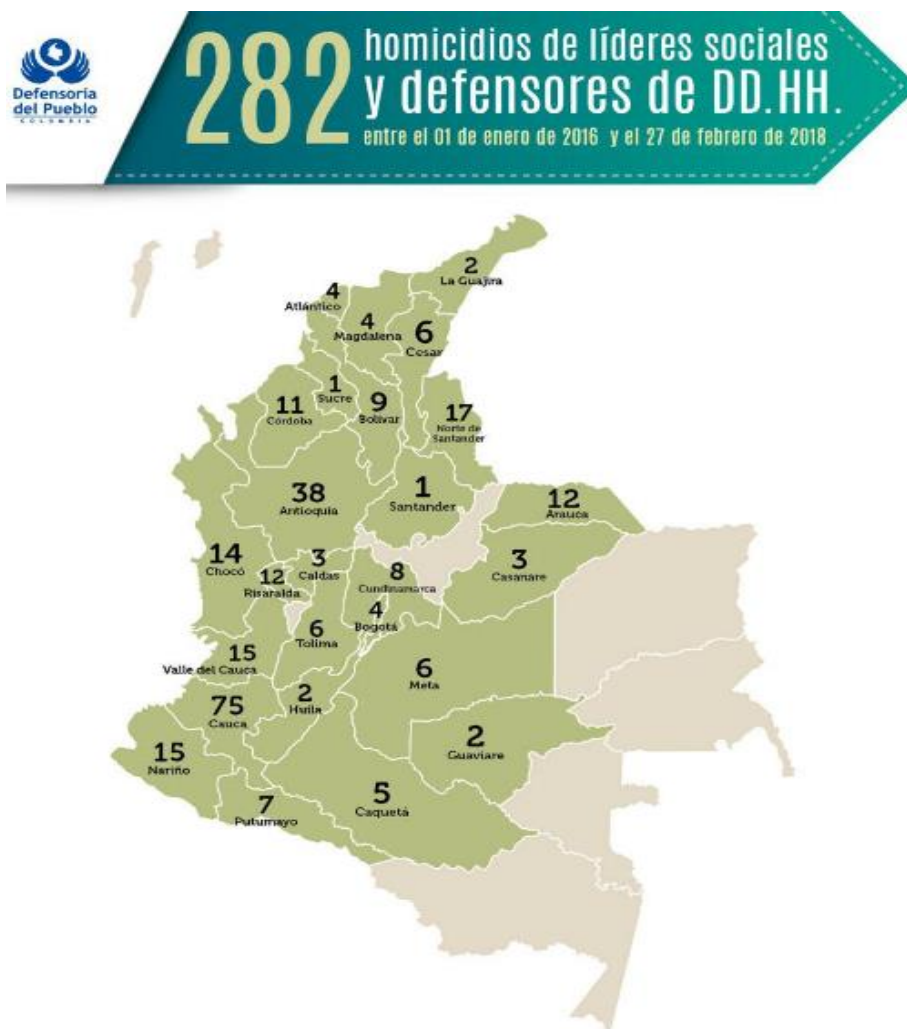 Defensoría
del Pueblo
COLOMBIA
282
homicidios de líderes sociales
y defensores de DD.HH.
entre el 01 de enero de 2016 y el 27 de febrero de 2018
2
La Guajira
4
Atlántico
4
Magdalena
6
Cesar
1
Sucre
11
Córdoba
9
Bolívar
17
Norte de
Santander
38
Antioquia
1
Santander
12
Arauca
14
Chocó
3
Caldas
12
Risaralda
8
Cundinamarca
3
Casanare
4
Bogotá
6
Tolima
15
Valle del Cauca
6
Meta
75
Cauca
2
Huila
2
Guaviare
15
Nariño
7
Putumayo
5
Caquetá